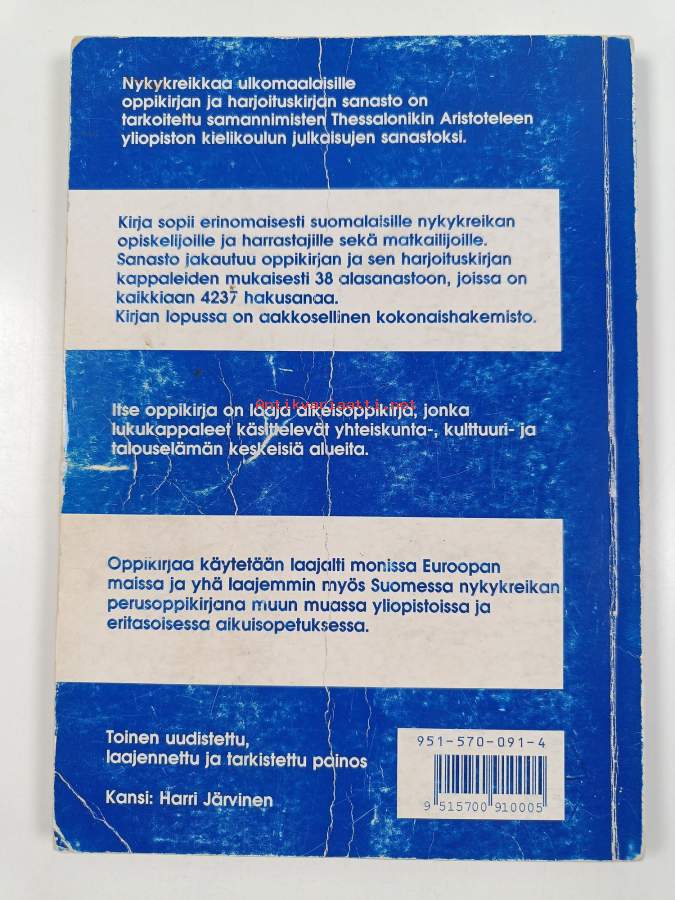 Nykykreikkaa ulkomaalaisille
oppikirjan ja harjoituskirjan sanasto on
tarkoitettu samannimisten Thessalonikin Aristoteleen
yliopiston kielikoulun julkaisujen sanastoksi.
Kirja sopii erinomaisesti suomalaisille nykykreikan
opiskelijoille ja harrastajille sekä matkailijoille.
Sanasto jakautuu oppikirjan ja sen harjoituskirjan
kappaleiden mukaisesti 38 alasanastoon, joissa on
kaikkiaan 4237 hakusanaa.
Kirjan lopussa on aakkosellinen kokonaishakemisto.
Antikvariaatti.net
Itse oppikirja on laaja alkeisoppikirja, jonka
lukukappaleet käsittelevät yhteiskunta-, kulttuuri- ja
talouselämän keskeisiä alueita.
Oppikirjaa käytetään laajalti monissa Euroopan
maissa ja yhä laajemmin myös Suomessa nykykreikan
perusoppikirjana muun muassa yliopistoissa ja
eritasoisessa aikuisopetuksessa.
Toinen uudistettu,
laajennettu ja tarkistettu painos
Kansi: Harri Järvinen
951-570-091-4
9 515700 910005